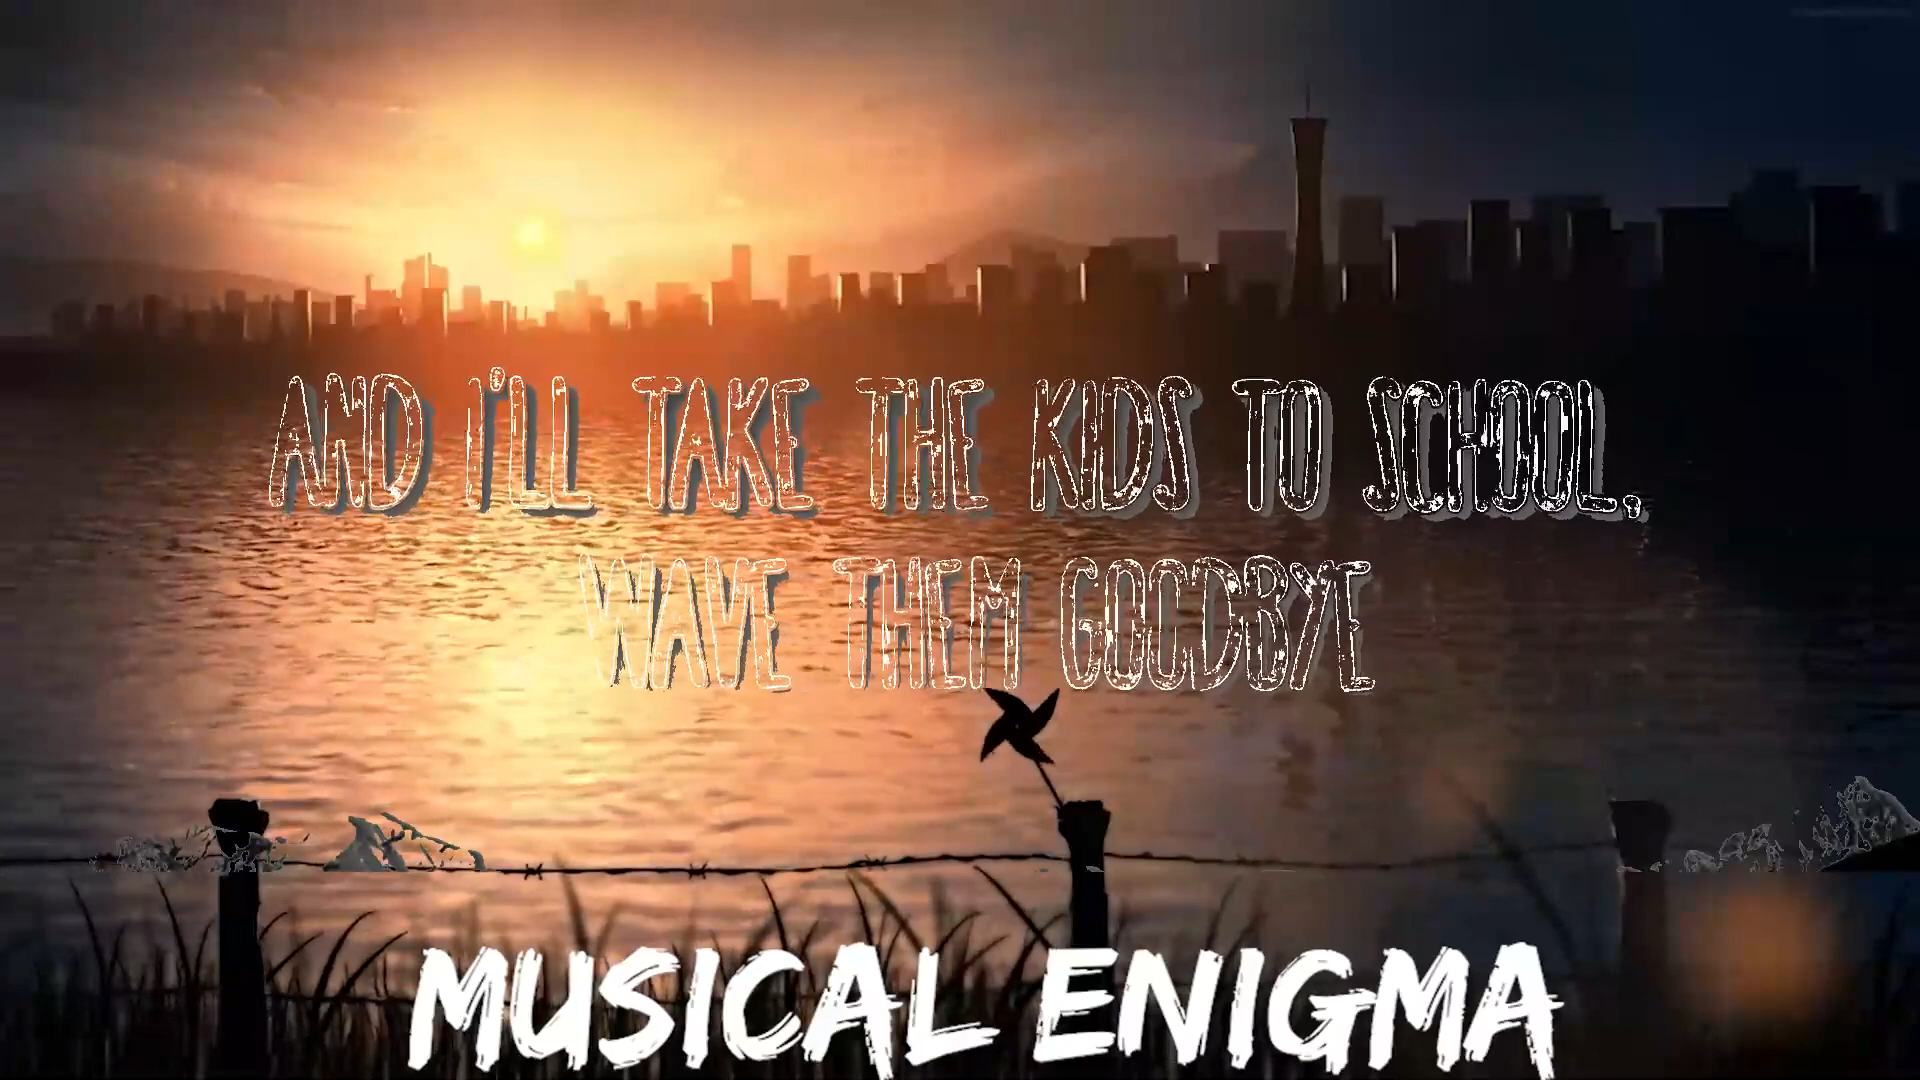 AND I'LL TAKE THE KIDS TO SCHOOL,
WAVE THEM GOODBYE
MUSICAL ENIGMA